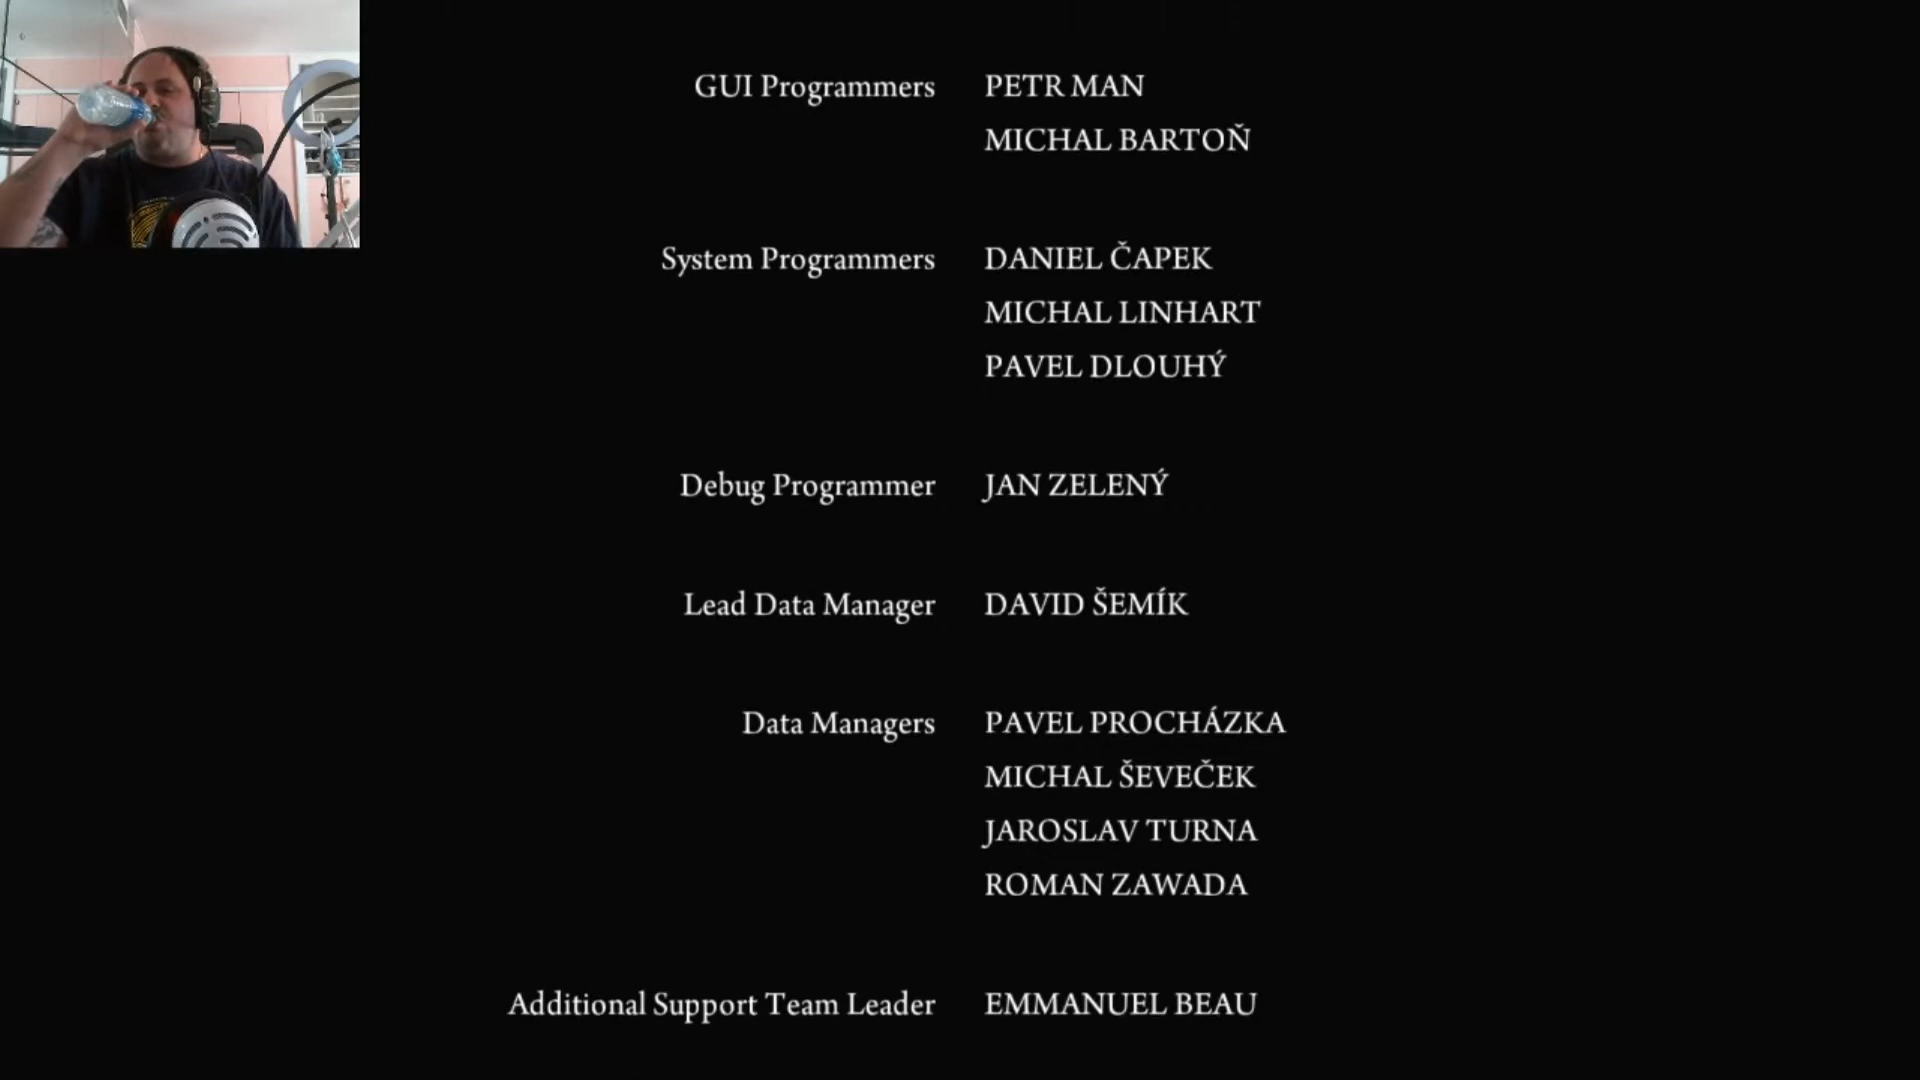 GUI Programmers PETR MAN
MICHAL BARTOŇ
System Programmers DANIEL ČAPEK
MICHAL LINHART
PAVEL DLOUHÝ
Debug Programmer JAN ZELENÝ
Lead Data Manager DAVID ŠEMÍK
Data Managers PAVEL PROCHÁZKA
MICHAL ŠEVEČEK
JAROSLAV TURNA
ROMAN ZAWADA
Additional Support Team Leader EMMANUEL BEAU